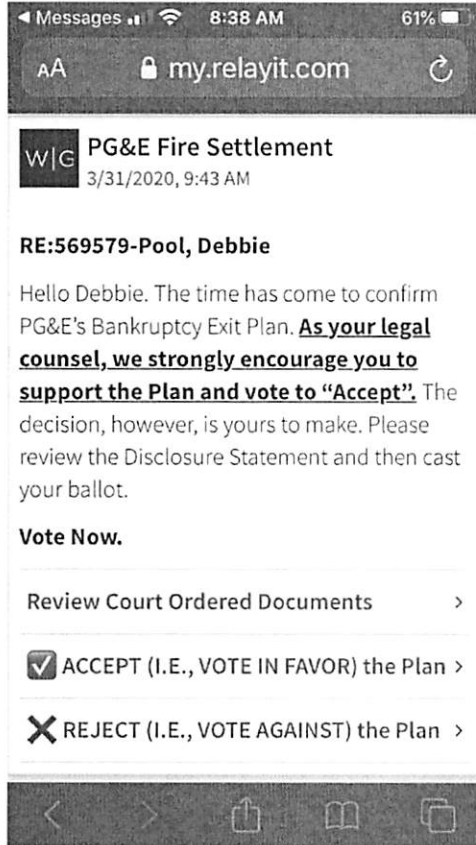 ◀ Messages 8:38 AM 61%
AA my.relayit.com
W|G PG&E Fire Settlement
3/31/2020, 9:43 AM
RE:569579-Pool, Debbie
Hello Debbie. The time has come to confirm
PG&E's Bankruptcy Exit Plan. As your legal
counsel, we strongly encourage you to
support the Plan and vote to “Accept”. The
decision, however, is yours to make. Please
review the Disclosure Statement and then cast
your ballot.
Vote Now.
Review Court Ordered Documents >
ACCEPT (I.E., VOTE IN FAVOR) the Plan >
REJECT (I.E., VOTE AGAINST) the Plan >